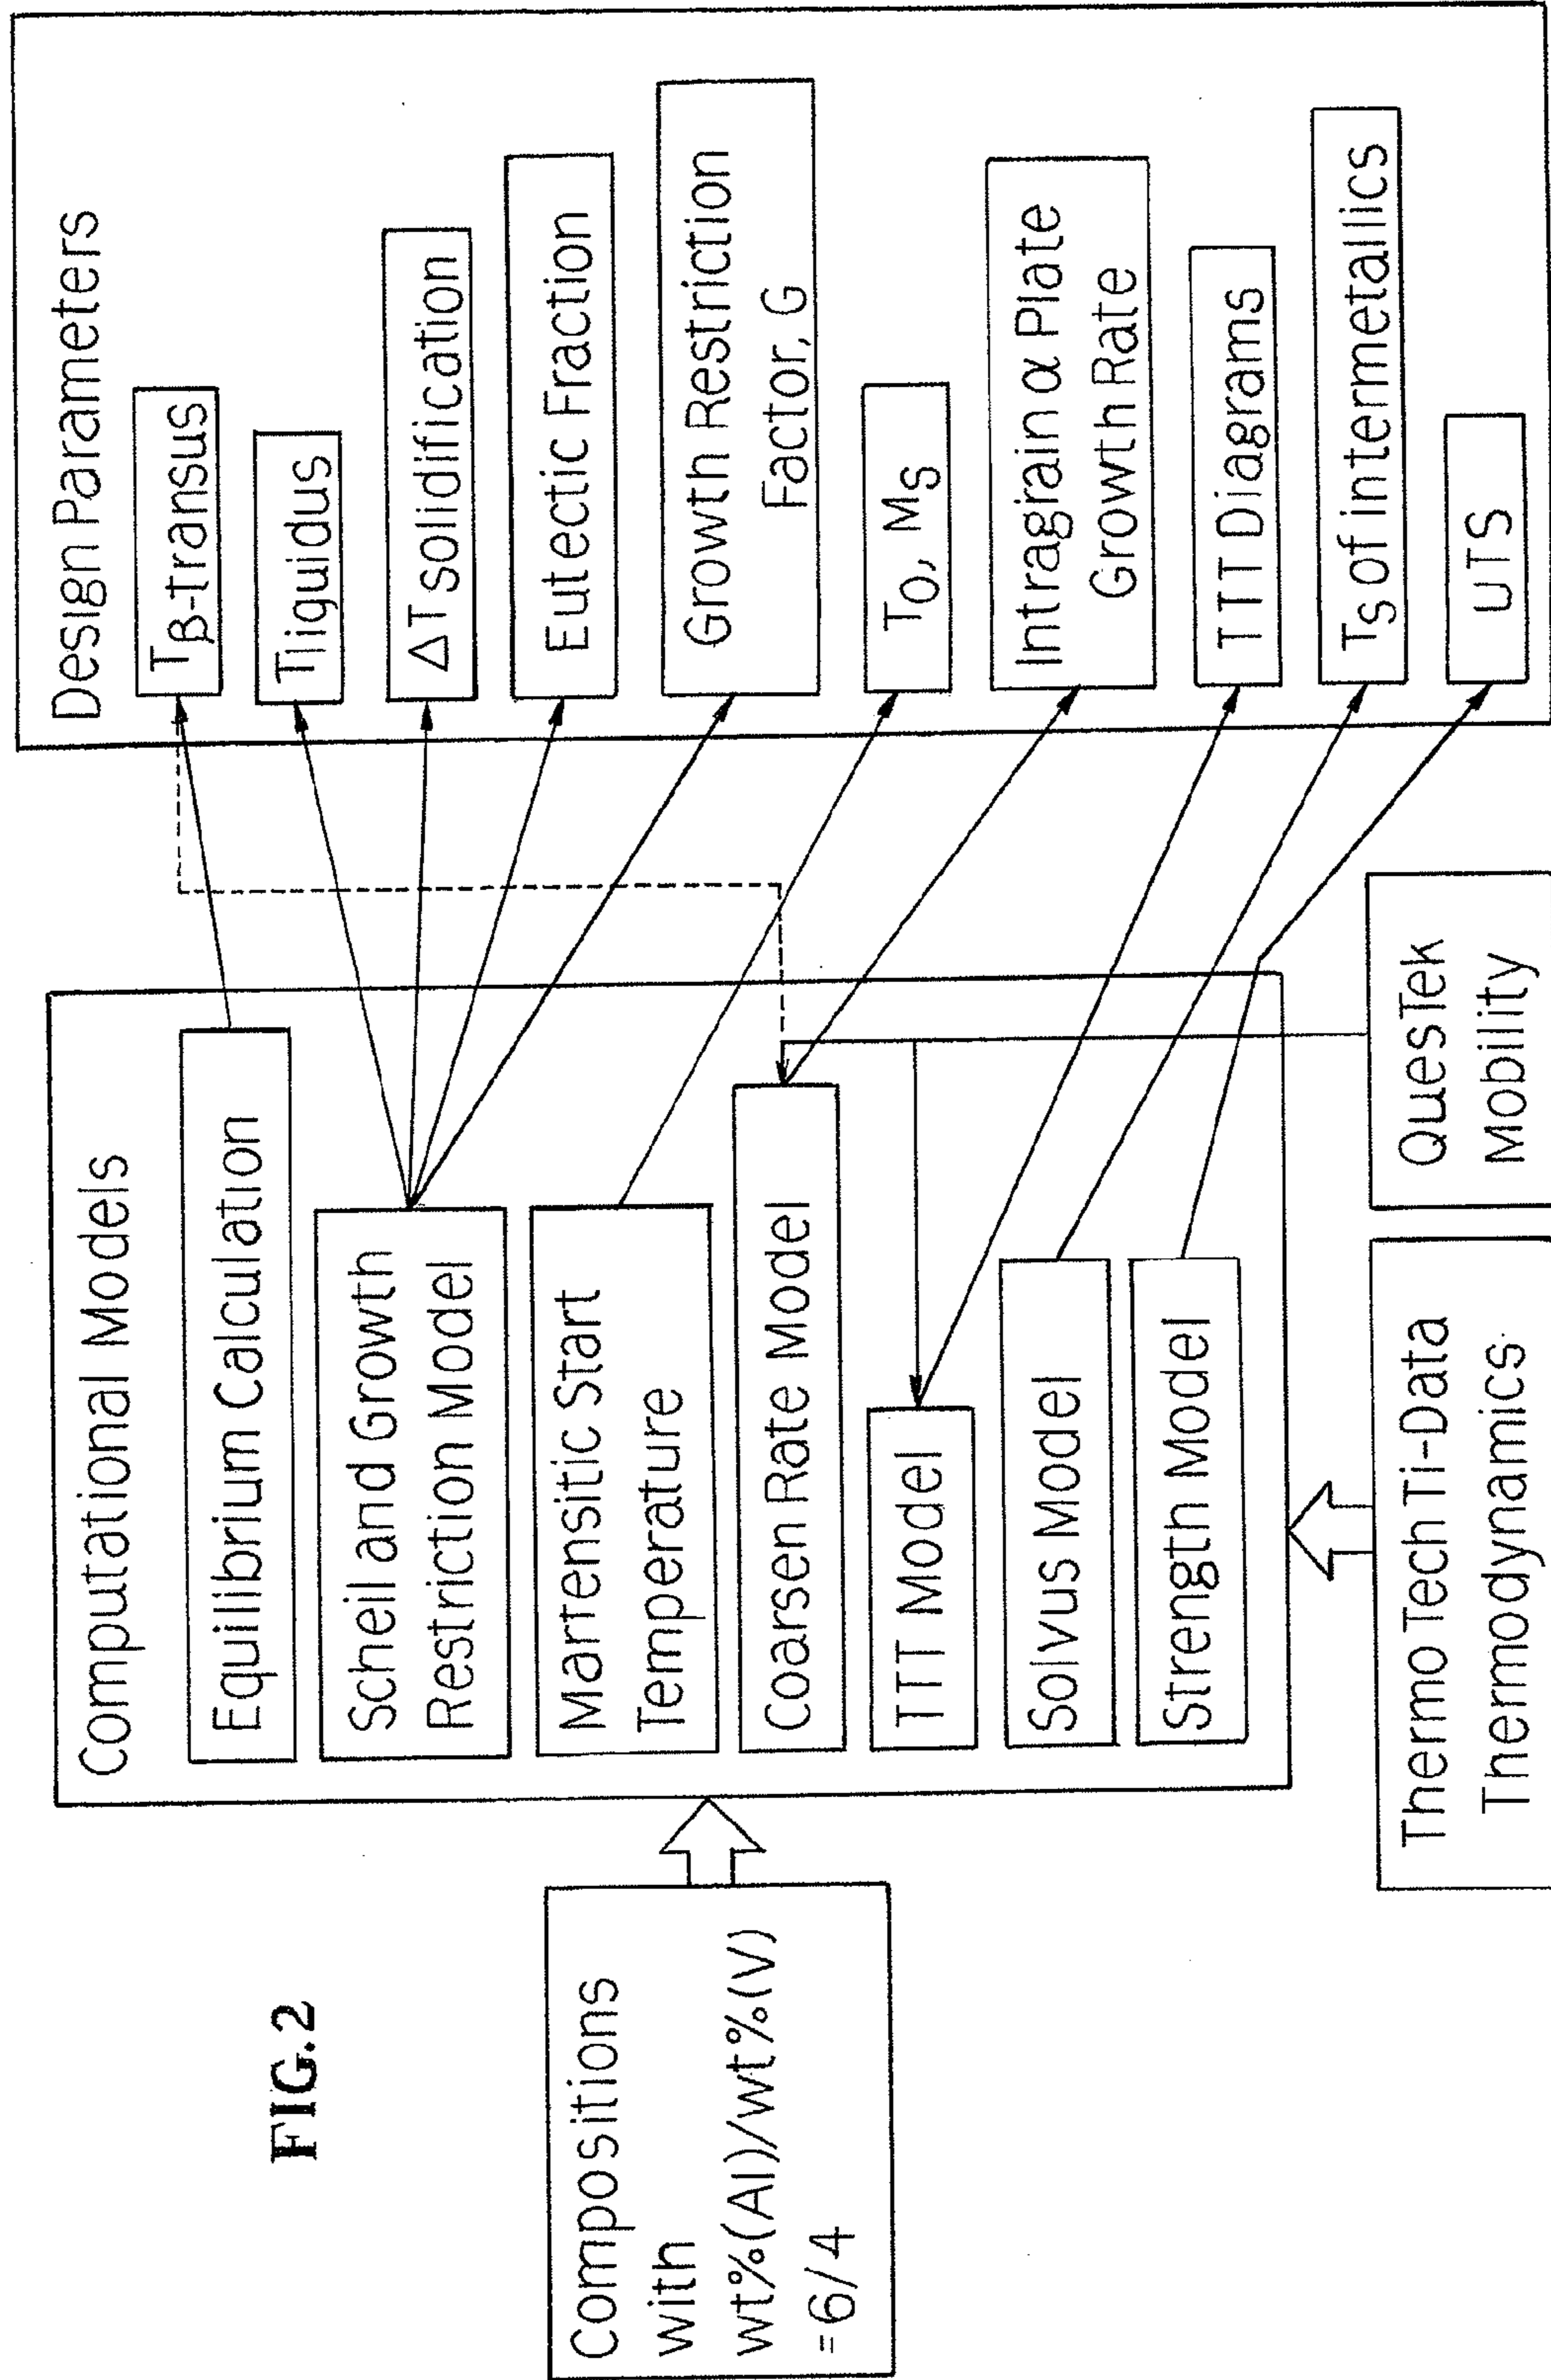 FIG.2
Compositions
with
wt%(Al)/wt%(V)
=6/4
Computational Models
Equilibrium Calculation
Scheil and Growth
Restriction Model
Martensitic Start
Temperature
Coarsen Rate Model
TTT Model
Solvus Model
Strength Model
Thermo Tech Ti-Data
Thermodynamics
QuesTek
Mobility
Design Parameters
Tβ-transus
Tliquidus
ΔTsolidification
Eutectic Fraction
Growth Restriction
Factor, G
T0, MS
Intragrain α Plate
Growth Rate
TTT Diagrams
TS of intermetallics
UTS